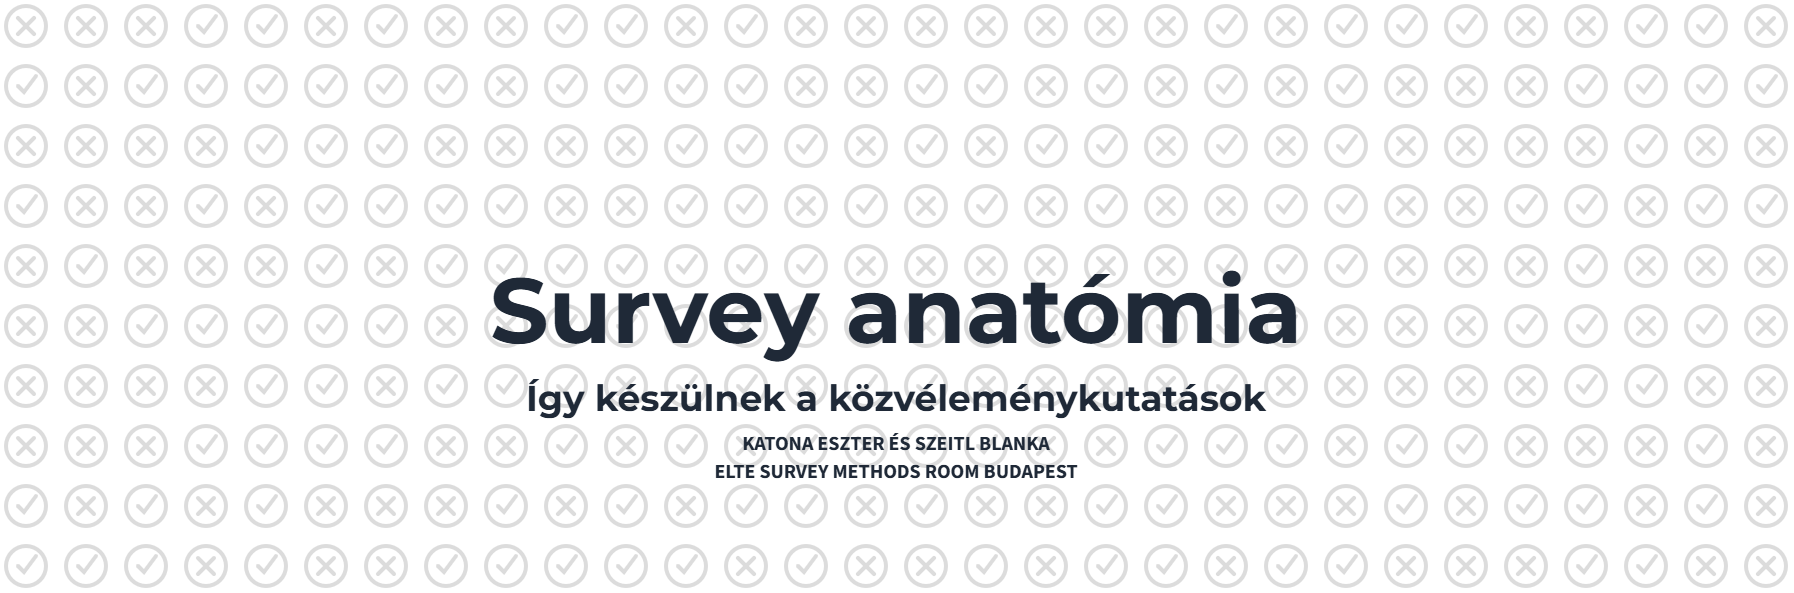 Survey anatómia
Így készülnek a közvéleménykutatások
KATONA ESZTER ÉS SZEITL BLANKA
ELTE SURVEY METHODS ROOM BUDAPEST